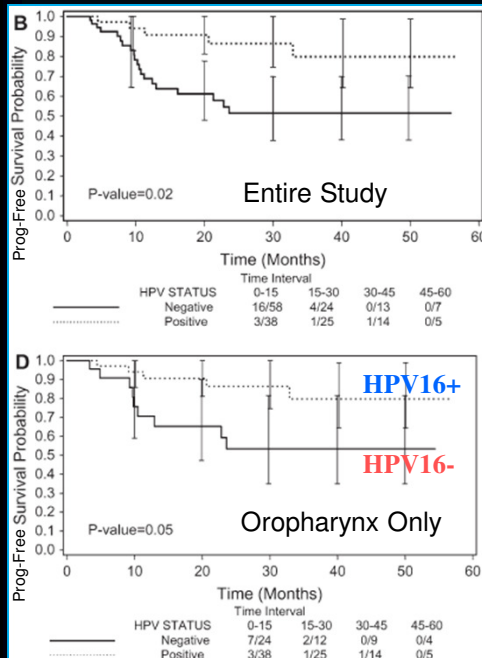 B
Prog-Free Survival Probability
1.0
0.9
0.8
0.7
0.6
0.5
0.4
0.3
0.2
0.1
0.0
P-value=0.02
Entire Study
0 10 20 30 40 50 60
Time (Months)
Time Interval
HPV STATUS 0-15 15-30 30-45 45-60
Negative 16/58 4/24 0/13 0/7
Positive 3/38 1/25 1/14 0/5
D
Prog-Free Survival Probability
1.0
0.9
0.8
0.7
0.6
0.5
0.4
0.3
0.2
0.1
0.0
HPV16+
HPV16-
P-value=0.05
Oropharynx Only
0 10 20 30 40 50 60
Time (Months)
Time Interval
HPV STATUS 0-15 15-30 30-45 45-60
Negative 7/24 2/12 0/9 0/4
Positive 3/38 1/25 1/14 0/5